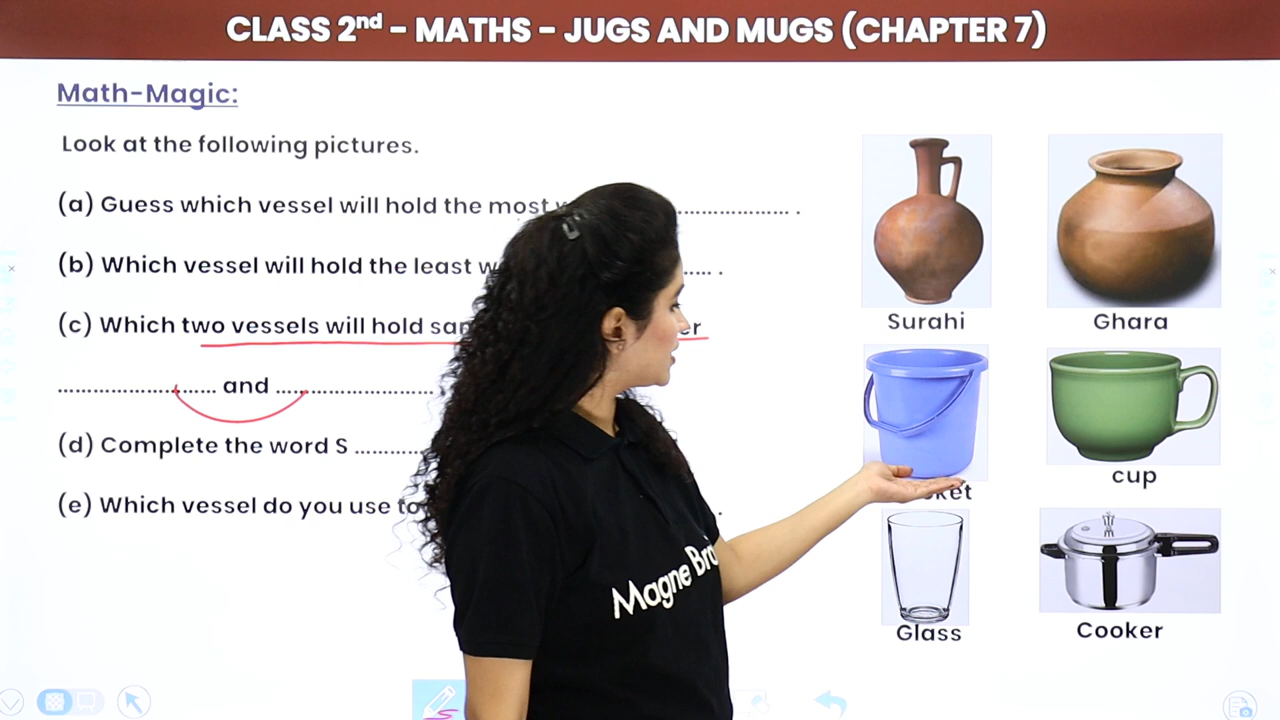 CLASS 2nd - MATHS - JUGS AND MUGS (CHAPTER 7)
Math-Magic:
Look at the following pictures.
(a) Guess which vessel will hold the most .................... .
(b) Which vessel will hold the least ...... .
(c) Which two vessels will hold
........................... and ...........................
(d) Complete the word S ............
(e) Which vessel do you use to .
Surahi
Ghara
cup
Glass
Cooker
Magne